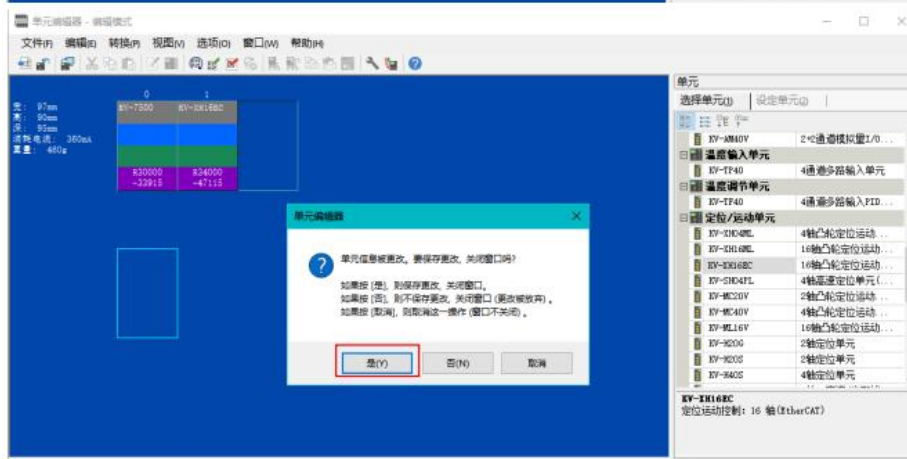 单元编辑器 - 编辑模式
文件(F) 编辑(E) 转换(P) 视图(V) 选项(O) 窗口(W) 帮助(H)
宽: 97mm
高: 90mm
深: 95mm
消耗电流: 360mA
重量: 460g
0 1
KV-7500 KV-XH16EC
R30000 R34000
-33915 -47115
单元编辑器
单元信息被更改。要保存更改, 关闭窗口吗?
如果按 [是], 则保存更改, 关闭窗口。
如果按 [否], 则不保存更改, 关闭窗口 (更改被放弃) 。
如果按 [取消], 则取消这一操作 (窗口不关闭) 。
是(Y) 否(N) 取消
单元
选择单元(1) 设定单元(2)
KV-AM40V 2+2通道模拟量I/O...
温度输入单元
KV-TP40 4通道多路输入单元
温度调节单元
KV-TF40 4通道多路输入PID...
定位/运动单元
KV-XH04ML 4轴凸轮定位运动...
KV-XH16ML 16轴凸轮定位运动...
KV-XH16EC 16轴凸轮定位运动...
KV-SH04PL 4轴高速定位单元(...
KV-MC20V 2轴凸轮定位运动...
KV-MC40V 4轴凸轮定位运动...
KV-ML16V 16轴凸轮定位运动...
KV-H20G 2轴定位单元
KV-H20S 2轴定位单元
KV-H40S 4轴定位单元
KV-XH16EC
定位运动控制: 16 轴(EtherCAT)